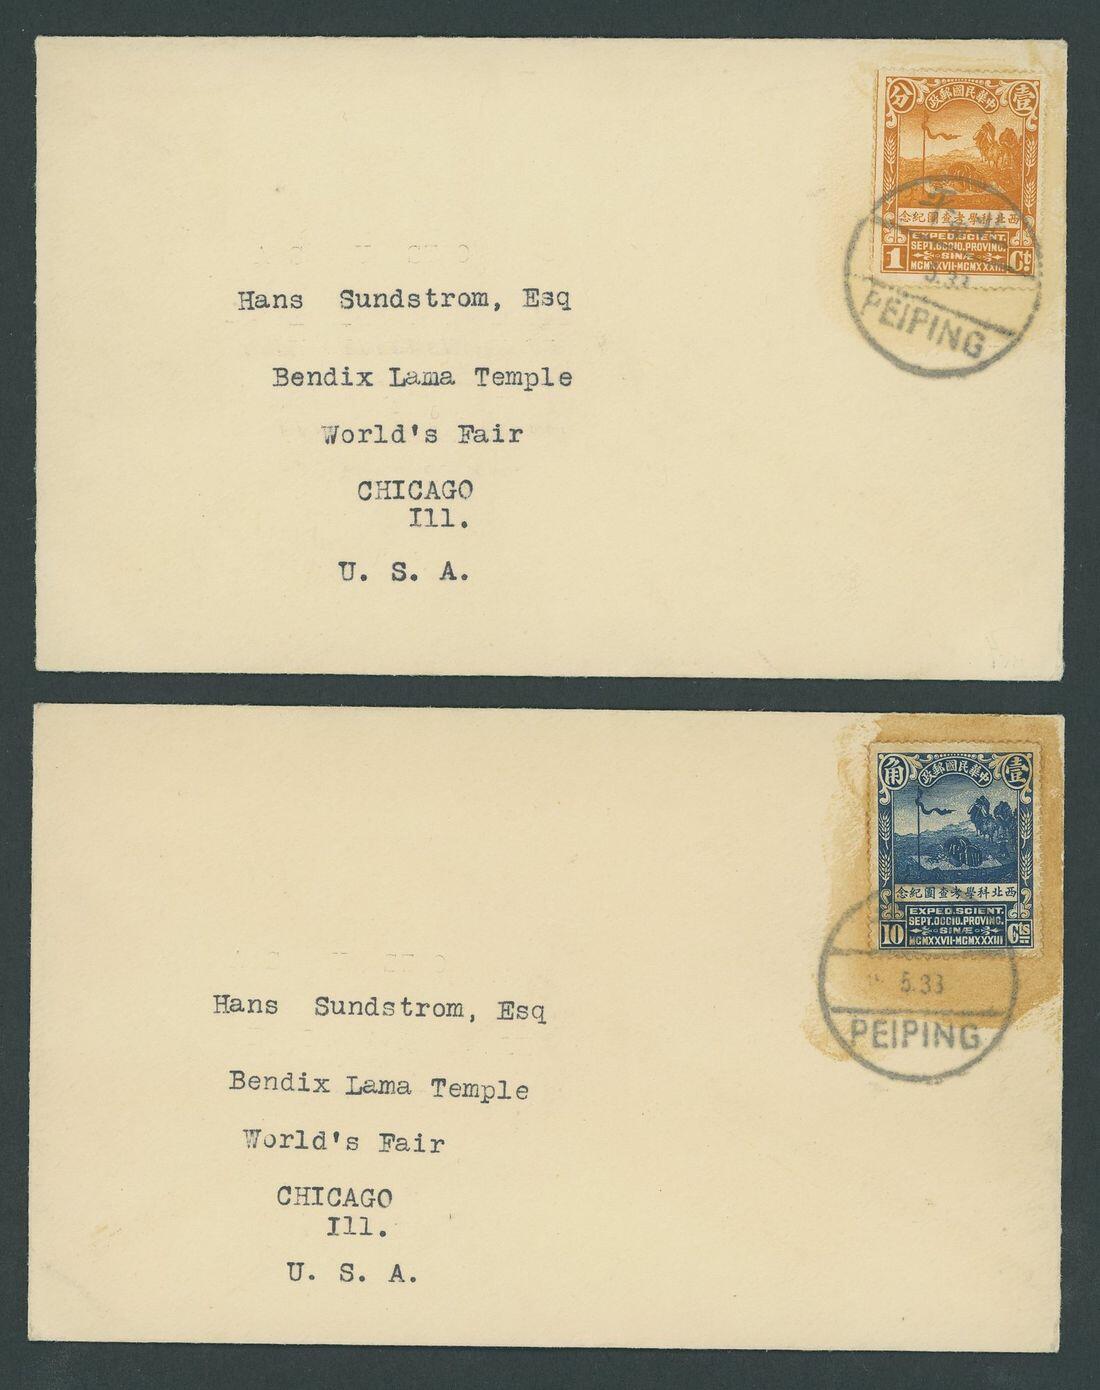 分 中華民國郵政 壹
西北科學考查團紀念
EXPED.SCIENT.
SEPT.OCCID.PROVINC.
SINÆ
1 MCMXXVII-MCMXXXIII Ct.
5.33
PEIPING
Hans Sundstrom, Esq
Bendix Lama Temple
World's Fair
CHICAGO
Ill.
U. S. A.
角 中華民國郵政 壹
西北科學考查團紀念
EXPED.SCIENT.
SEPT.OCCID.PROVINC.
SINÆ
10 MCMXXVII-MCMXXXIII Cts
5.33
PEIPING
Hans Sundstrom, Esq
Bendix Lama Temple
World's Fair
CHICAGO
Ill.
U. S. A.